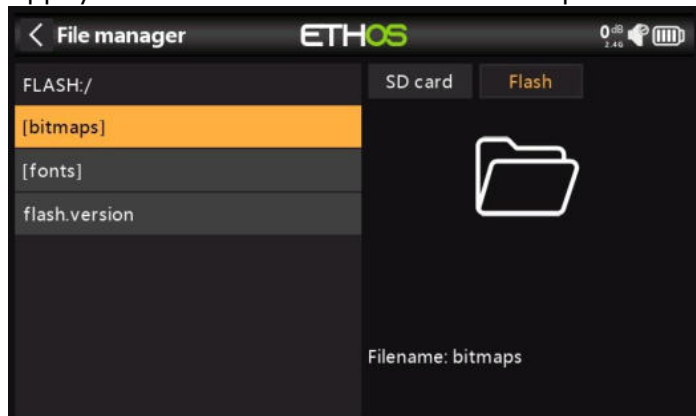 File manager
ETHOS
0dB
2.4G
FLASH:/
SD card
Flash
[bitmaps]
[fonts]
flash.version
Filename: bitmaps